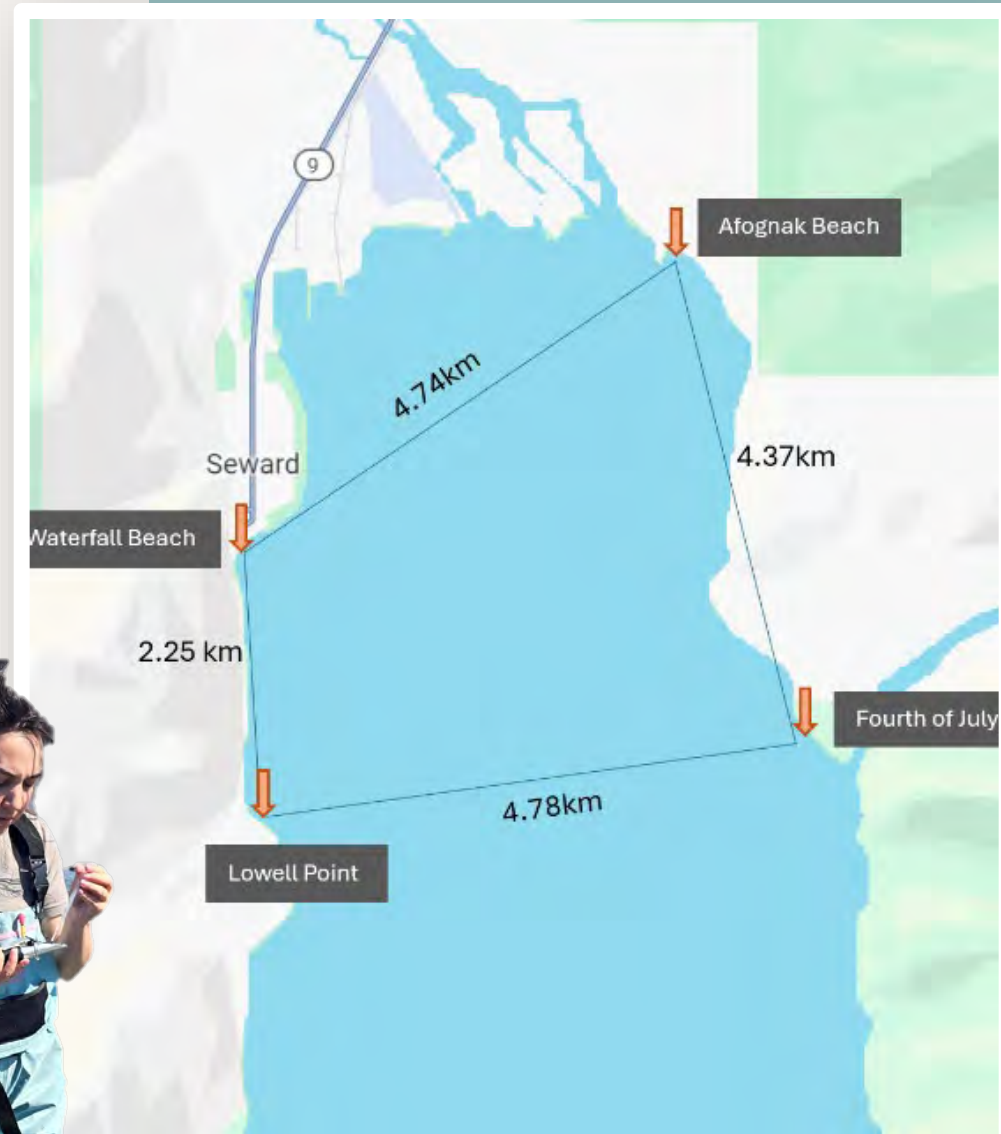 9
Afognak Beach
4.74km
4.37km
Seward
Waterfall Beach
2.25 km
Fourth of July
4.78km
Lowell Point